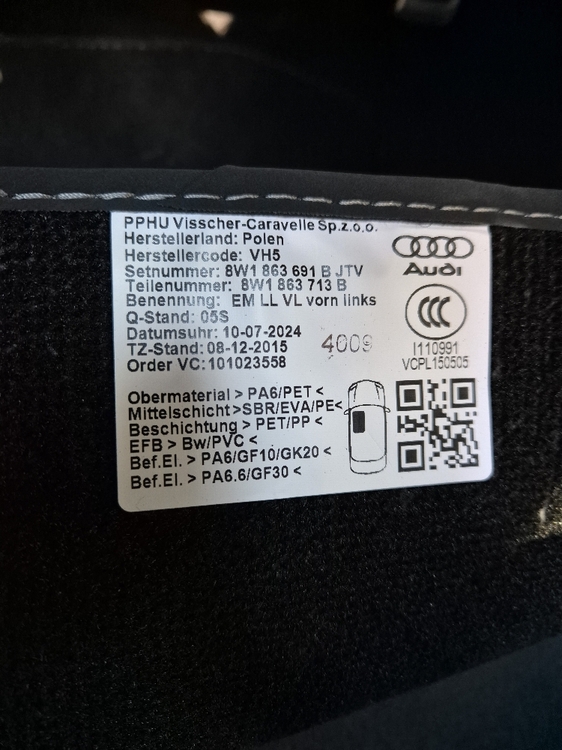 PPHU Visscher-Caravelle Sp.z.o.o.
Herstellerland: Polen
Herstellercode: VH5
Setnummer: 8W1 863 691 B JTV
Teilenummer: 8W1 863 713 B
Benennung: EM LL VL vorn links
Q-Stand: 05S
Datumsuhr: 10-07-2024
TZ-Stand: 08-12-2015
Order VC:101023558
4009
Audi
CCC
I110991
VCPL150505
Obermaterial > PA6/PET <
Mittelschicht>SBR/EVA/PE<
Beschichtung > PET/PP <
EFB > Bw/PVC <
Bef.El. > PA6/GF10/GK20 <
Bef.El. > PA6.6/GF30 <